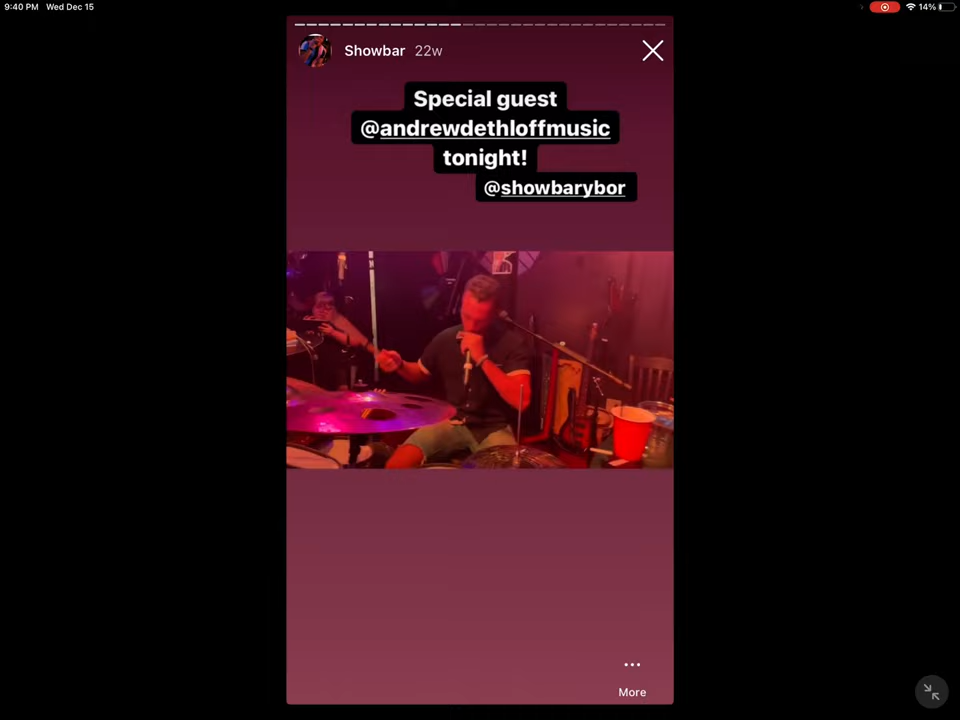 9:40 PM Wed Dec 15
14%
Showbar 22w
Special guest
@andrewdethloffmusic
tonight!
@showbarybor
More